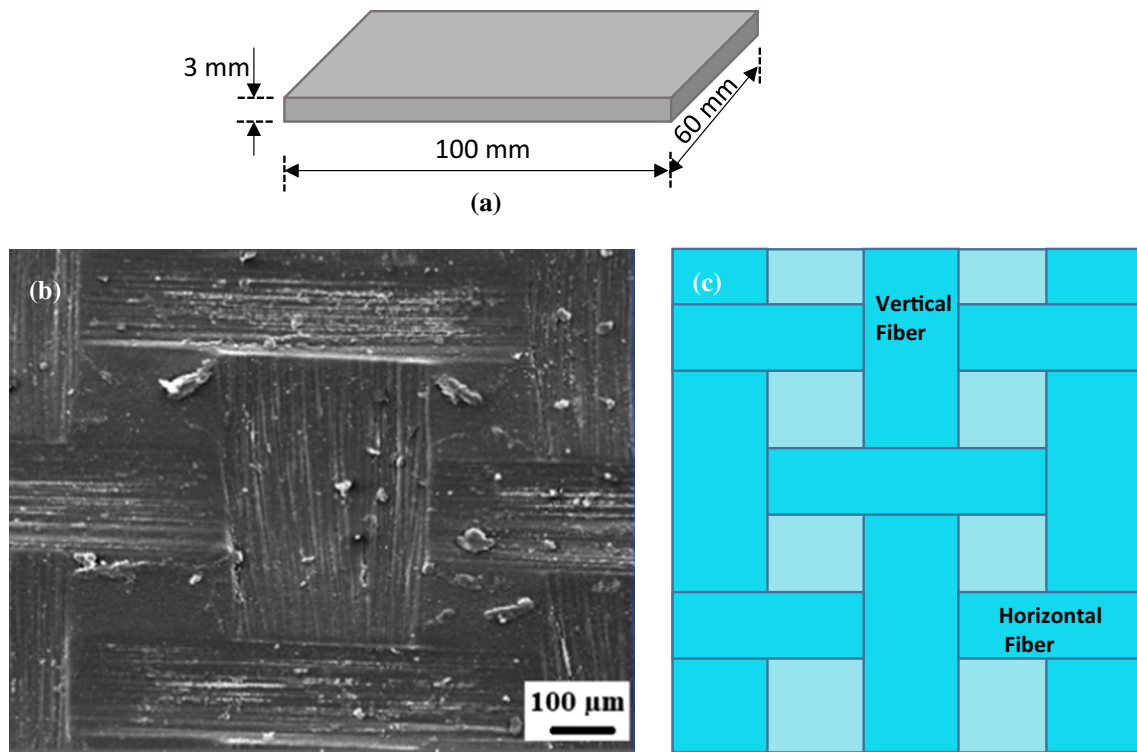 3 mm
60 mm
100 mm
(a)
(b)
(c)
Vertical
Fiber
Horizontal
Fiber
100 µm